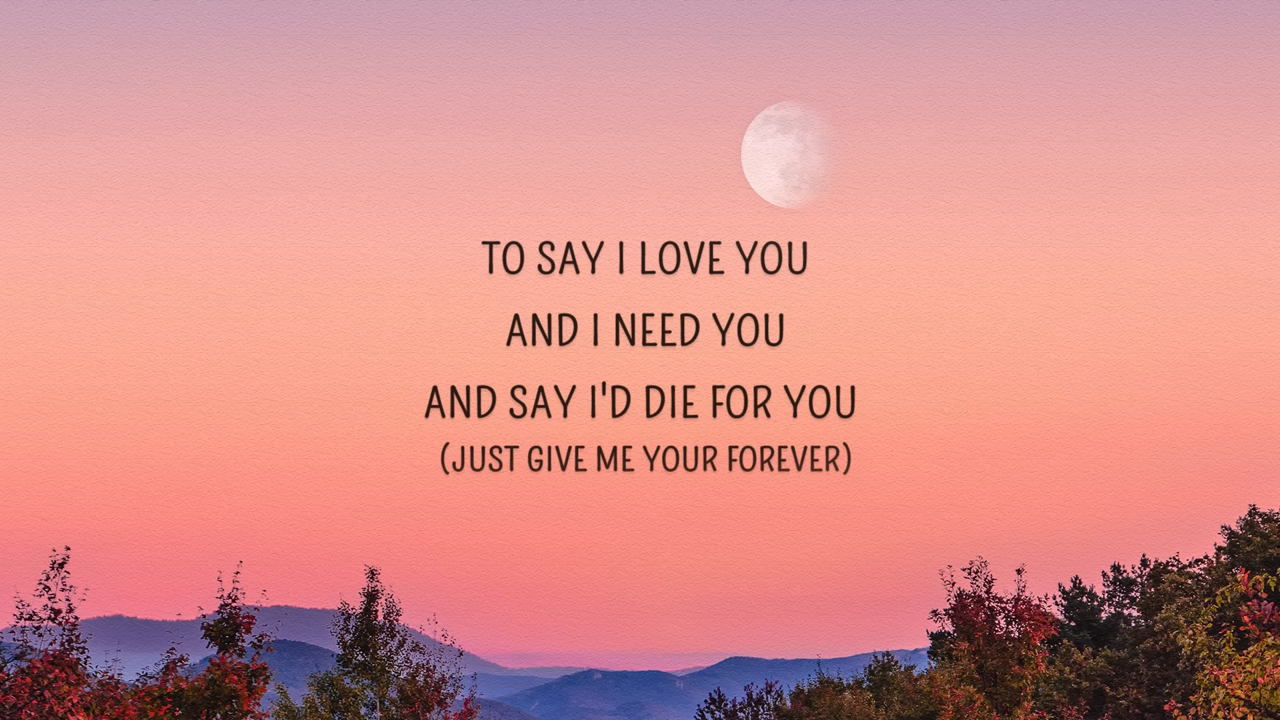 TO SAY I LOVE YOU
AND I NEED YOU
AND SAY I'D DIE FOR YOU
(JUST GIVE ME YOUR FOREVER)